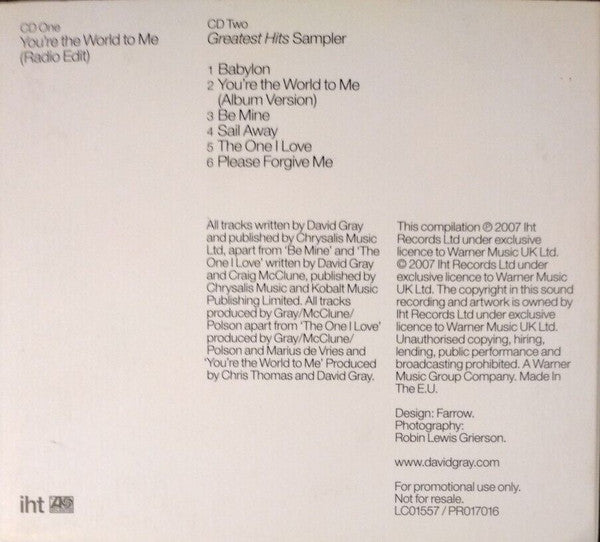 CD One
You're the World to Me
(Radio Edit)
CD Two
Greatest Hits Sampler
1 Babylon
2 You're the World to Me
(Album Version)
3 Be Mine
4 Sail Away
5 The One I Love
6 Please Forgive Me
All tracks written by David Gray
and published by Chrysalis Music
Ltd, apart from 'Be Mine' and 'The
One I Love' written by David Gray
and Craig McClune, published by
Chrysalis Music and Kobalt Music
Publishing Limited. All tracks
produced by Gray/McClune/
Polson apart from 'The One I Love'
produced by Gray/McClune/
Polson and Marius de Vries and
'You're the World to Me' Produced
by Chris Thomas and David Gray.
This compilation ℗ 2007 Iht
Records Ltd under exclusive
licence to Warner Music UK Ltd.
© 2007 Iht Records Ltd under
exclusive licence to Warner Music
UK Ltd. The copyright in this sound
recording and artwork is owned by
Iht Records Ltd under exclusive
licence to Warner Music UK Ltd.
Unauthorised copying, hiring,
lending, public performance and
broadcasting prohibited. A Warner
Music Group Company. Made In
The E.U.
Design: Farrow.
Photography:
Robin Lewis Grierson.
www.davidgray.com
For promotional use only.
Not for resale.
LC01557 / PR017016
iht